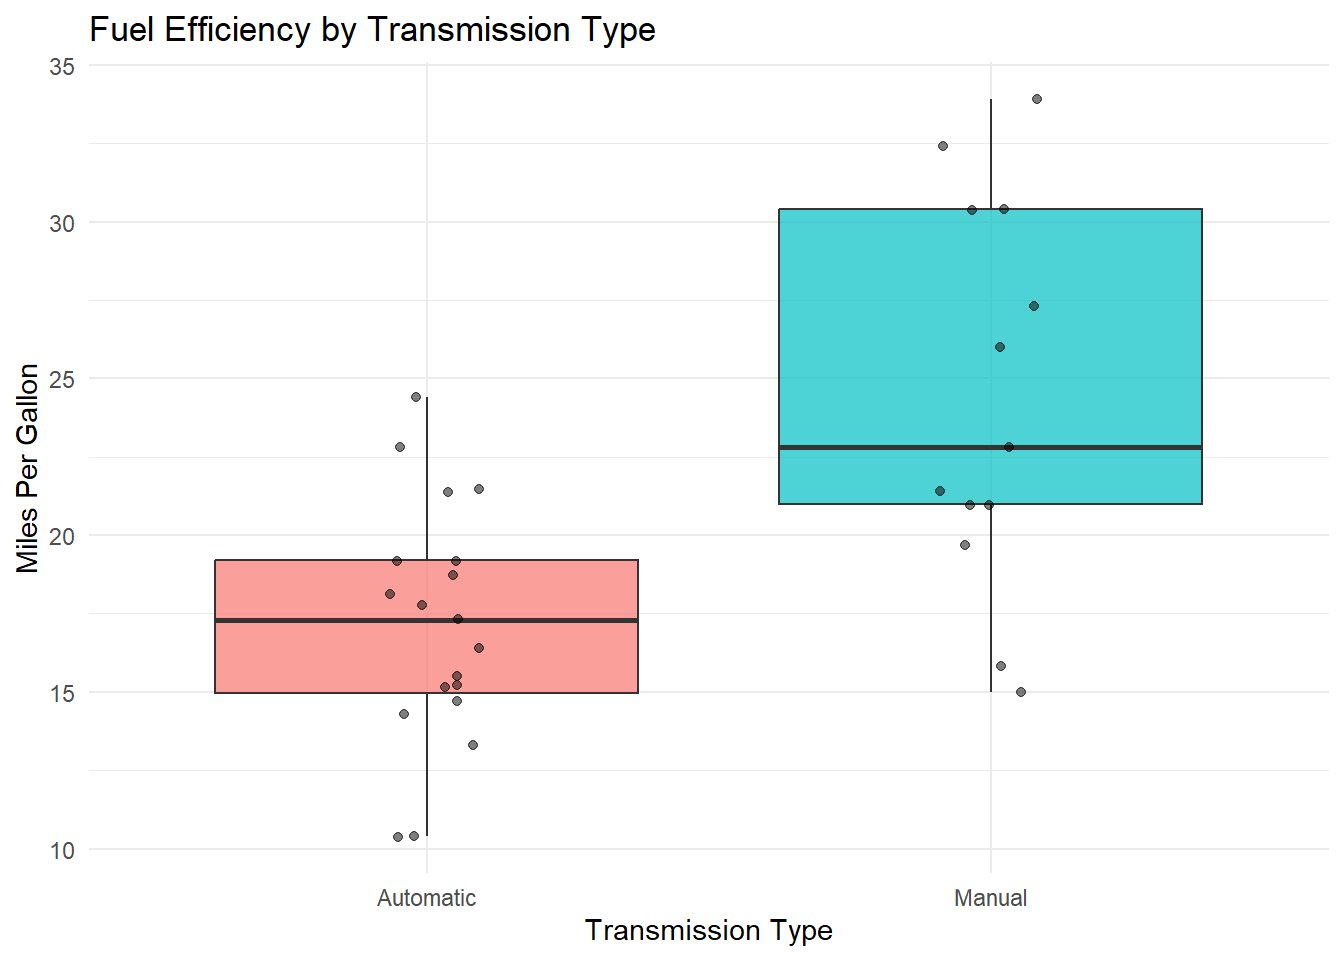 Fuel Efficiency by Transmission Type
Miles Per Gallon
35
30
25
20
15
10
Automatic
Manual
Transmission Type